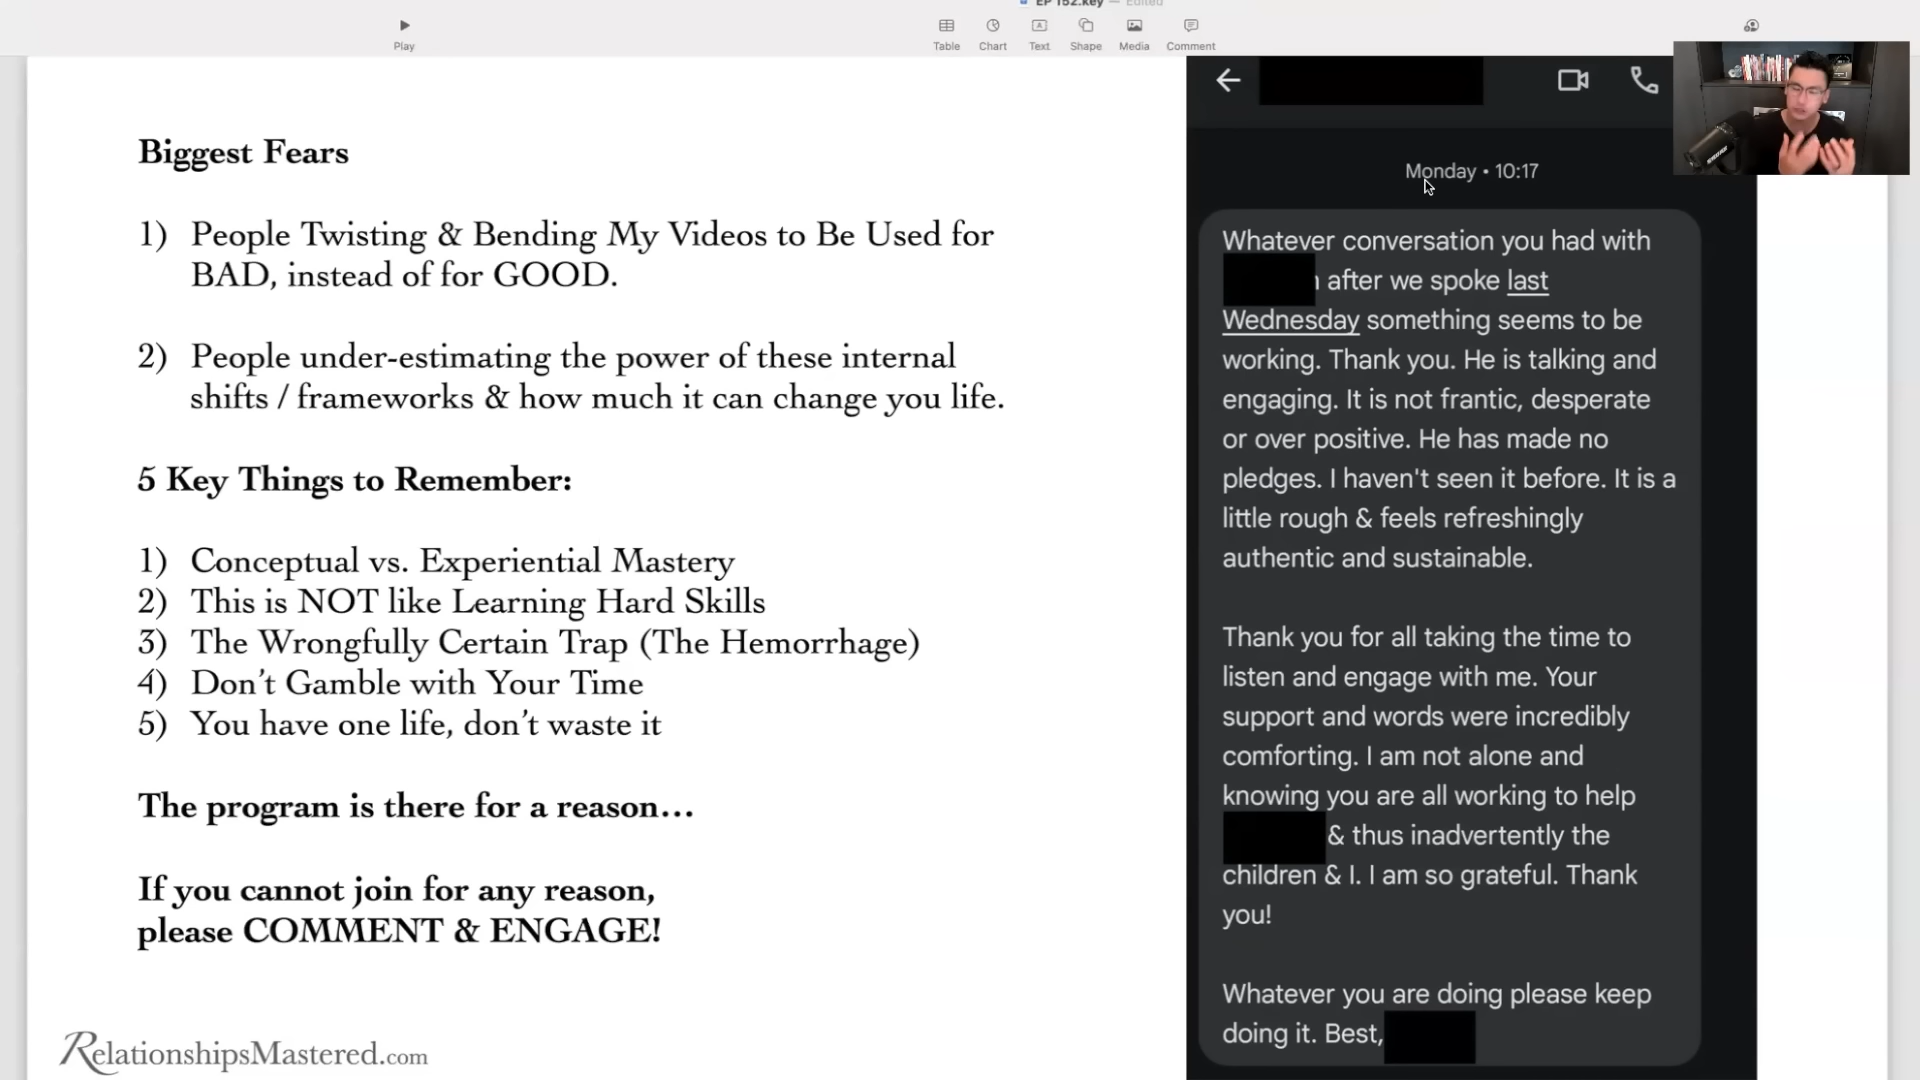 EP 152.key — Edited
Play
Table
Chart
Text
Shape
Media
Comment
Biggest Fears
1) People Twisting & Bending My Videos to Be Used for
BAD, instead of for GOOD.
2) People under-estimating the power of these internal
shifts / frameworks & how much it can change you life.
5 Key Things to Remember:
1) Conceptual vs. Experiential Mastery
2) This is NOT like Learning Hard Skills
3) The Wrongfully Certain Trap (The Hemorrhage)
4) Don't Gamble with Your Time
5) You have one life, don't waste it
The program is there for a reason...
If you cannot join for any reason,
please COMMENT & ENGAGE!
RelationshipsMastered.com
Monday • 10:17
Whatever conversation you had with
after we spoke last
Wednesday something seems to be
working. Thank you. He is talking and
engaging. It is not frantic, desperate
or over positive. He has made no
pledges. I haven't seen it before. It is a
little rough & feels refreshingly
authentic and sustainable.
Thank you for all taking the time to
listen and engage with me. Your
support and words were incredibly
comforting. I am not alone and
knowing you are all working to help
& thus inadvertently the
children & I. I am so grateful. Thank
you!
Whatever you are doing please keep
doing it. Best,